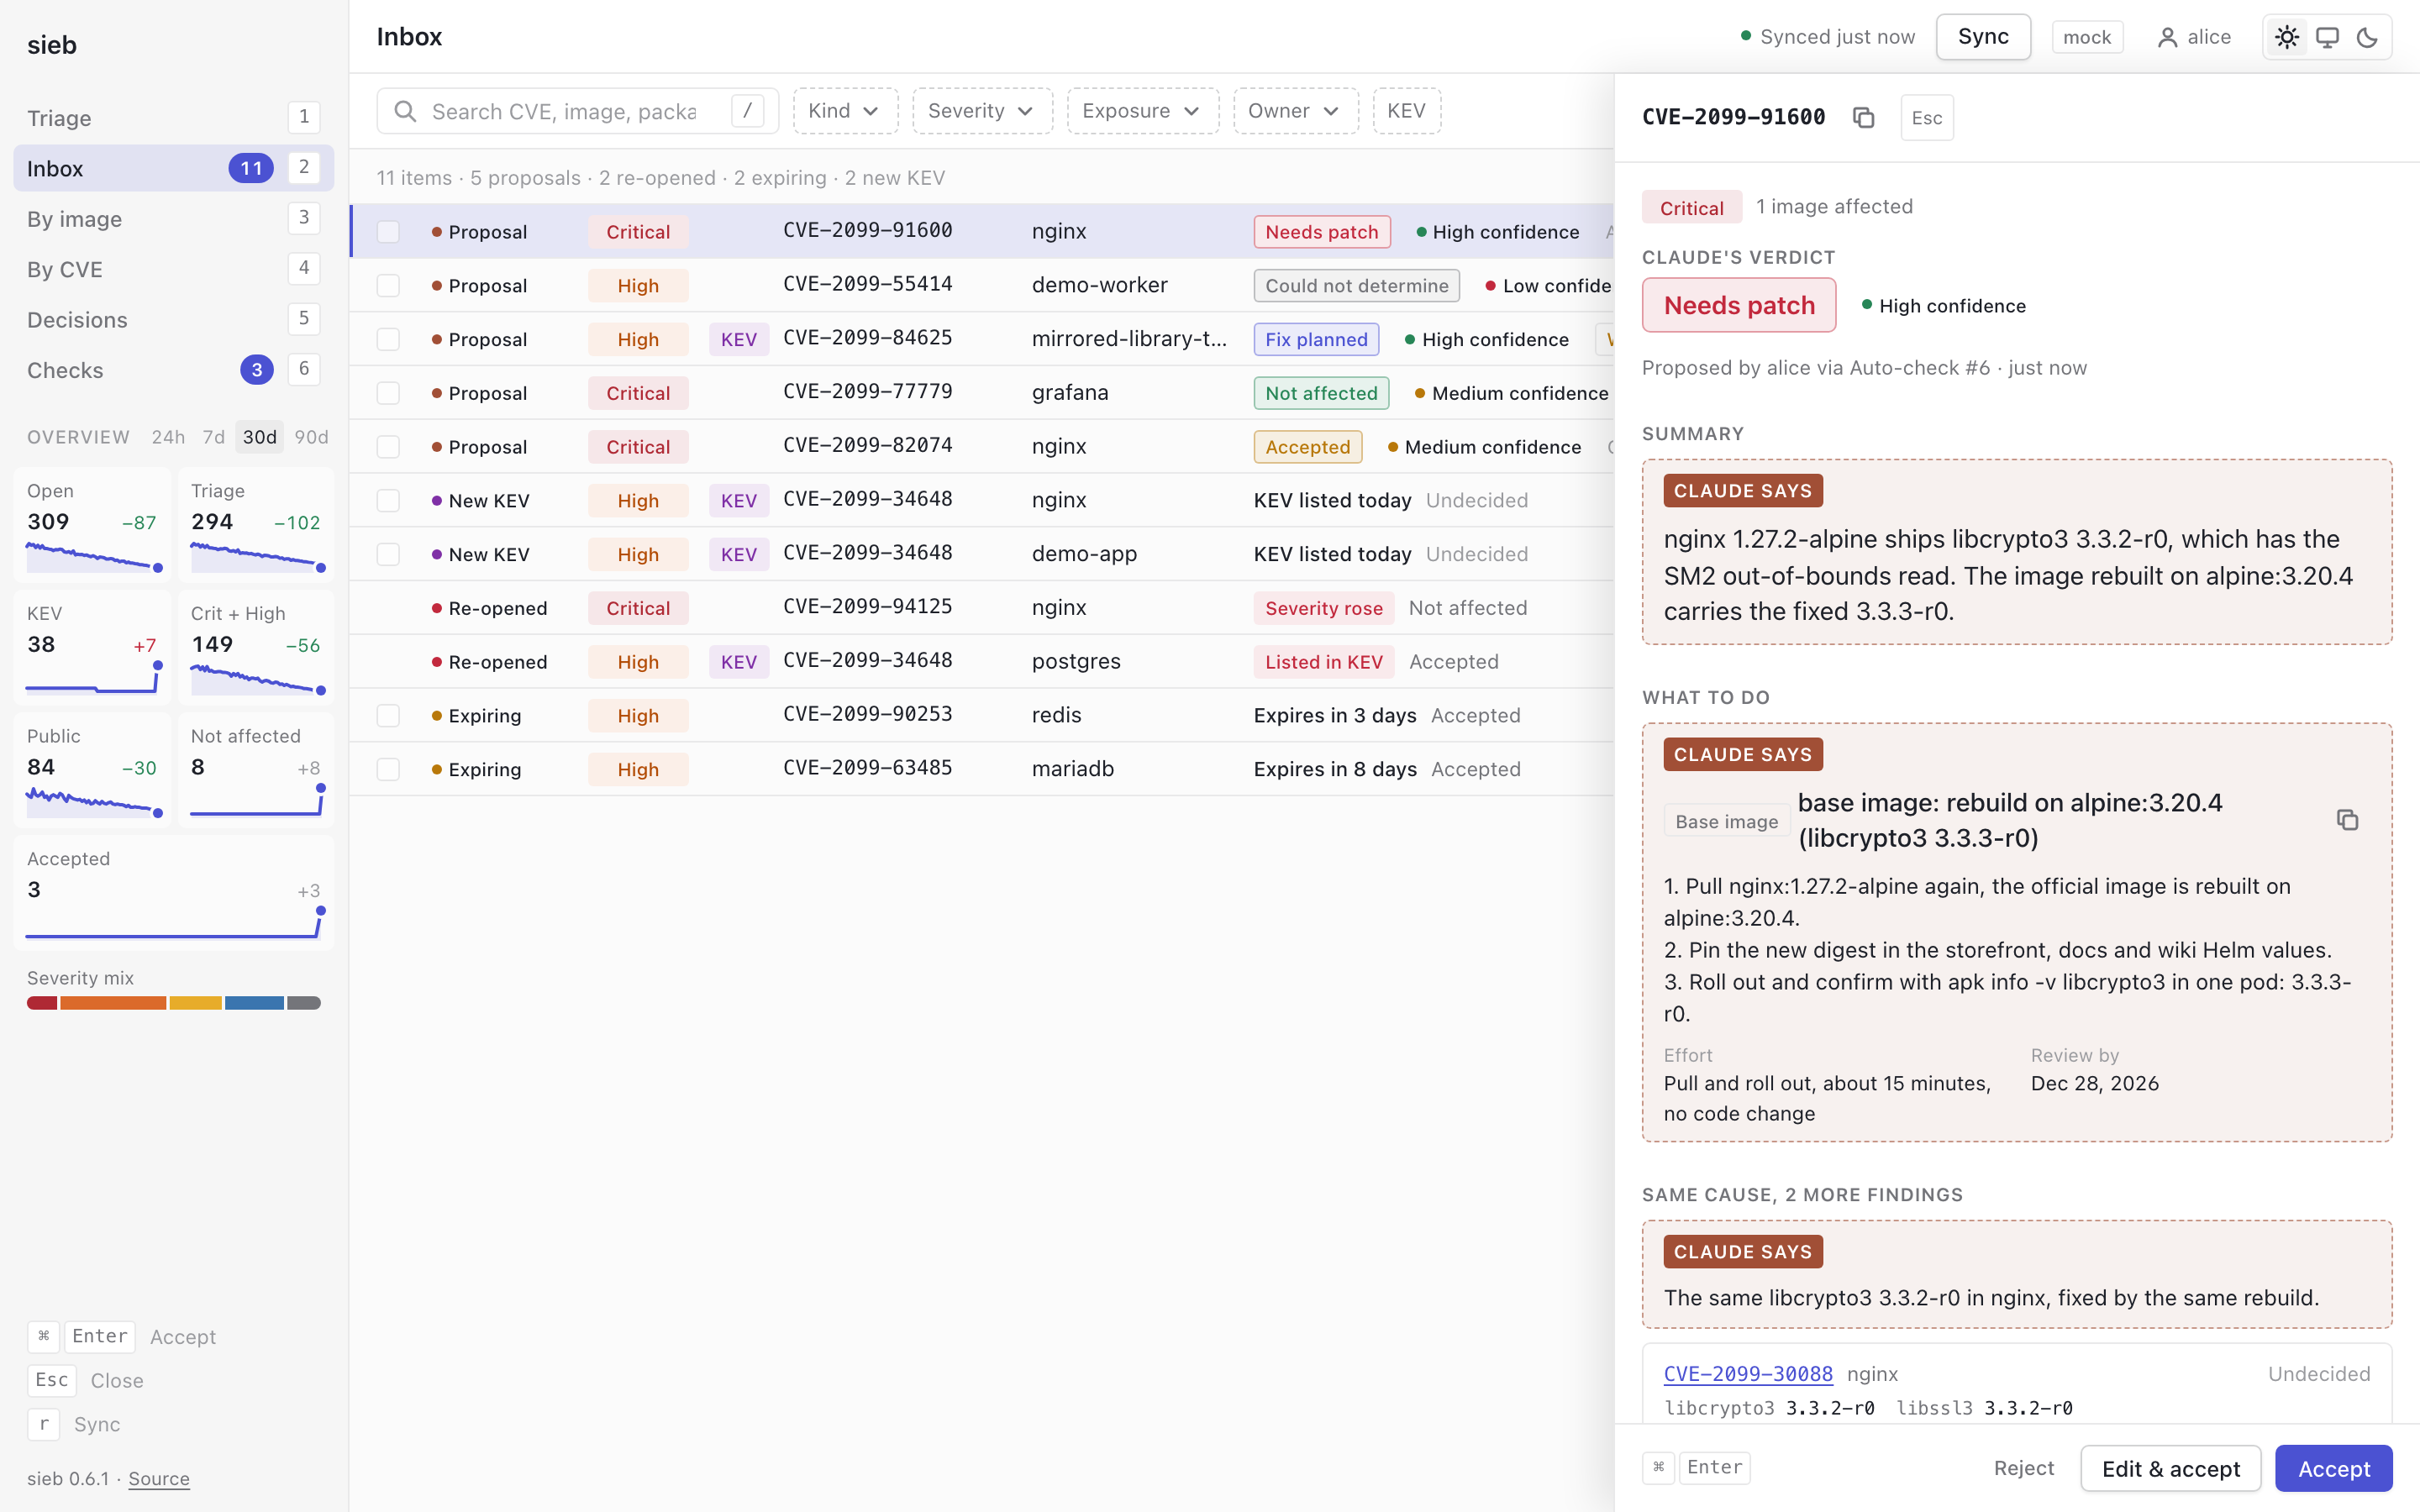 sieb
Triage 1
Inbox 11 2
By image 3
By CVE 4
Decisions 5
Checks 3 6
OVERVIEW 24h 7d 30d 90d
Open
309 −87
Triage
294 −102
KEV
38 +7
Crit + High
149 −56
Public
84 −30
Not affected
8 +8
Accepted
3 +3
Severity mix
⌘ Enter Accept
Esc Close
r Sync
sieb 0.6.1 · Source
Inbox
Synced just now Sync mock alice
Search CVE, image, packa / Kind Severity Exposure Owner KEV
11 items · 5 proposals · 2 re-opened · 2 expiring · 2 new KEV
Proposal Critical CVE-2099-91600 nginx Needs patch High confidence
Proposal High CVE-2099-55414 demo-worker Could not determine Low confide
Proposal High KEV CVE-2099-84625 mirrored-library-t... Fix planned High confidence
Proposal Critical CVE-2099-77779 grafana Not affected Medium confidence
Proposal Critical CVE-2099-82074 nginx Accepted Medium confidence
New KEV High KEV CVE-2099-34648 nginx KEV listed today Undecided
New KEV High KEV CVE-2099-34648 demo-app KEV listed today Undecided
Re-opened Critical CVE-2099-94125 nginx Severity rose Not affected
Re-opened High KEV CVE-2099-34648 postgres Listed in KEV Accepted
Expiring High CVE-2099-90253 redis Expires in 3 days Accepted
Expiring High CVE-2099-63485 mariadb Expires in 8 days Accepted
CVE-2099-91600 Esc
Critical 1 image affected
CLAUDE'S VERDICT
Needs patch High confidence
Proposed by alice via Auto-check #6 · just now
SUMMARY
CLAUDE SAYS
nginx 1.27.2-alpine ships libcrypto3 3.3.2-r0, which has the
SM2 out-of-bounds read. The image rebuilt on alpine:3.20.4
carries the fixed 3.3.3-r0.
WHAT TO DO
CLAUDE SAYS
Base image base image: rebuild on alpine:3.20.4
(libcrypto3 3.3.3-r0)
1. Pull nginx:1.27.2-alpine again, the official image is rebuilt on
alpine:3.20.4.
2. Pin the new digest in the storefront, docs and wiki Helm values.
3. Roll out and confirm with apk info -v libcrypto3 in one pod: 3.3.3-
r0.
Effort Review by
Pull and roll out, about 15 minutes, Dec 28, 2026
no code change
SAME CAUSE, 2 MORE FINDINGS
CLAUDE SAYS
The same libcrypto3 3.3.2-r0 in nginx, fixed by the same rebuild.
CVE-2099-30088 nginx Undecided
libcrypto3 3.3.2-r0 libssl3 3.3.2-r0
⌘ Enter Reject Edit & accept Accept